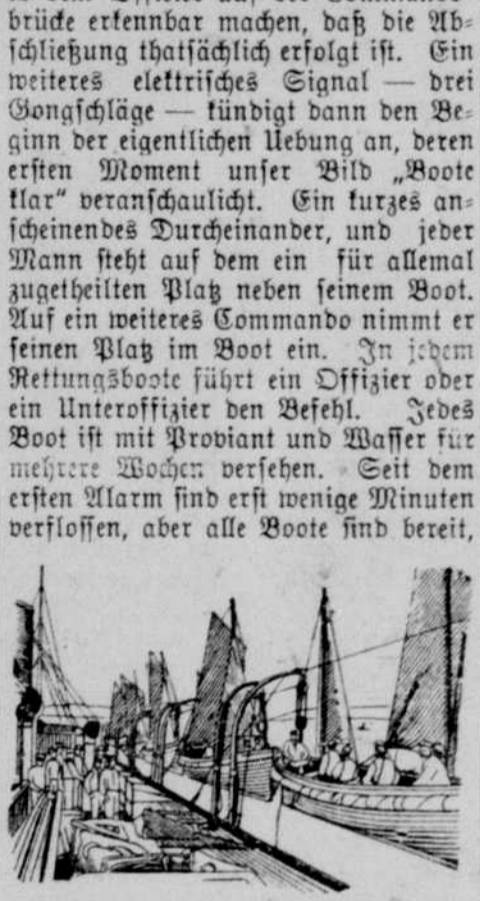 brücke erkennbar machen, daß die Ab-
schließung thatsächlich erfolgt ist. Ein
weiteres elektrisches Signal — drei
Gongschläge — kündigt dann den Be-
ginn der eigentlichen Uebung an, deren
ersten Moment unser Bild „Boote
klar“ veranschaulicht. Ein kurzes an-
scheinendes Durcheinander, und jeder
Mann steht auf dem ein für allemal
zugetheilten Platz neben seinem Boot.
Auf ein weiteres Commando nimmt er
seinen Platz im Boot ein. In jedem
Rettungsboote führt ein Offizier oder
ein Unteroffizier den Befehl. Jedes
Boot ist mit Proviant und Wasser für
mehrere Wochen versehen. Seit dem
ersten Alarm sind erst wenige Minuten
verflossen, aber alle Boote sind bereit,